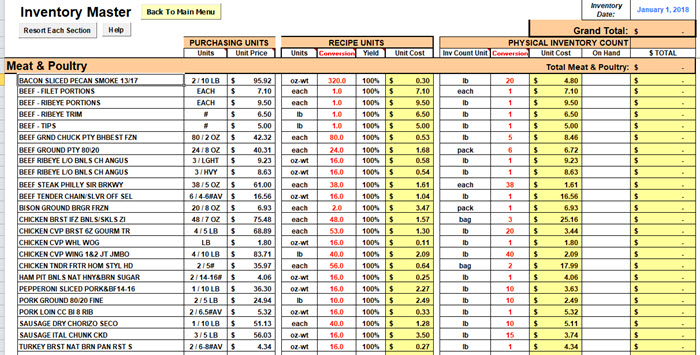 Inventory Master Back To Main Menu Inventory Date: January 1, 2018
Resort Each Section Help Grand Total: $ -
PURCHASING UNITS RECIPE UNITS PHYSICAL INVENTORY COUNT
Units Unit Price Units Conversion Yield Unit Cost Inv Count Unit Conversion Unit Cost On Hand $ TOTAL
Meat & Poultry Total Meat & Poultry: $ -
BACON SLICED PECAN SMOKE 13/17 2 / 10 LB $ 95.92 oz-wt 320.0 100% $ 0.30 lb 20 $ 4.80 $ -
BEEF - FILET PORTIONS EACH $ 7.10 each 1.0 100% $ 7.10 each 1 $ 7.10 $ -
BEEF - RIBEYE PORTIONS EACH $ 9.50 each 1.0 100% $ 9.50 1 $ 9.50 $ -
BEEF - RIBEYE TRIM # $ 6.50 lb 1.0 100% $ 6.50 lb 1 $ 6.50 $ -
BEEF - TIPS # $ 5.00 lb 1.0 100% $ 5.00 lb 1 $ 5.00 $ -
BEEF GRND CHUCK PTY BHBEST FZN 80 / 2 OZ $ 42.32 each 80.0 100% $ 0.53 lb 5 $ 8.46 $ -
BEEF GROUND PTY 80/20 24 / 8 OZ $ 40.31 each 24.0 100% $ 1.68 pack 6 $ 6.72 $ -
BEEF RIBEYE L/O BNLS CH ANGUS 3 / LGHT $ 9.23 oz-wt 16.0 100% $ 0.58 lb 1 $ 9.23 $ -
BEEF RIBEYE L/O BNLS CH ANGUS 3 / HVY $ 8.63 oz-wt 16.0 100% $ 0.54 lb 1 $ 8.63 $ -
BEEF STEAK PHILLY SIR BRKWY 38 / 5 OZ $ 61.00 each 38.0 100% $ 1.61 each 38 $ 1.61 $ -
BEEF TENDER CHAIN/SLVR OFF SEL 6 / 4-6#AV $ 16.56 oz-wt 16.0 100% $ 1.04 lb 1 $ 16.56 $ -
BISON GROUND BRGR FRZN 20 / 8 OZ $ 6.93 each 2.0 100% $ 3.47 pack 1 $ 6.93 $ -
CHICKEN BRST IFZ BNLS/SKLS ZI 48 / 7 OZ $ 75.48 each 48.0 100% $ 1.57 bag 3 $ 25.16 $ -
CHICKEN CVP BRST 6Z GOURM TR 4 / 5 LB $ 68.89 each 53.0 100% $ 1.30 lb 20 $ 3.44 $ -
CHICKEN CVP WHL WOG LB $ 1.80 oz-wt 16.0 100% $ 0.11 lb 1 $ 1.80 $ -
CHICKEN CVP WING 1&2 JT JMBO 4 / 10 LB $ 83.71 lb 40.0 100% $ 2.09 lb 40 $ 2.09 $ -
CHICKEN TNDR FRTR HOM STYL HD 2 / 5# $ 35.97 each 56.0 100% $ 0.64 bag 2 $ 17.99 $ -
HAM PIT BNLS NAT HNY&BRN SUGAR 2 / 14-16# $ 4.06 oz-wt 16.0 100% $ 0.25 lb 1 $ 4.06 $ -
PEPPERONI SLICED PORK&BF14-16 1 / 10 LB $ 36.30 oz-wt 16.0 100% $ 2.27 lb 10 $ 3.63 $ -
PORK GROUND 80/20 FINE 2 / 5 LB $ 24.94 lb 10.0 100% $ 2.49 lb 10 $ 2.49 $ -
PORK LOIN CC BI 8 RIB 2 / 6.5#AV $ 5.32 oz-wt 16.0 100% $ 0.33 lb 1 $ 5.32 $ -
SAUSAGE DRY CHORIZO SECO 1 / 10 LB $ 51.13 each 40.0 100% $ 1.28 lb 10 $ 5.11 $ -
SAUSAGE ITAL CHUNK CKD 3 / 5 LB $ 56.03 oz-wt 16.0 100% $ 3.50 lb 15 $ 3.74 $ -
TURKEY BRST NAT BRN PAN RST S 2 / 6-8#AV $ 4.34 oz-wt 16.0 100% $ 0.27 lb 1 $ 4.34 $ -